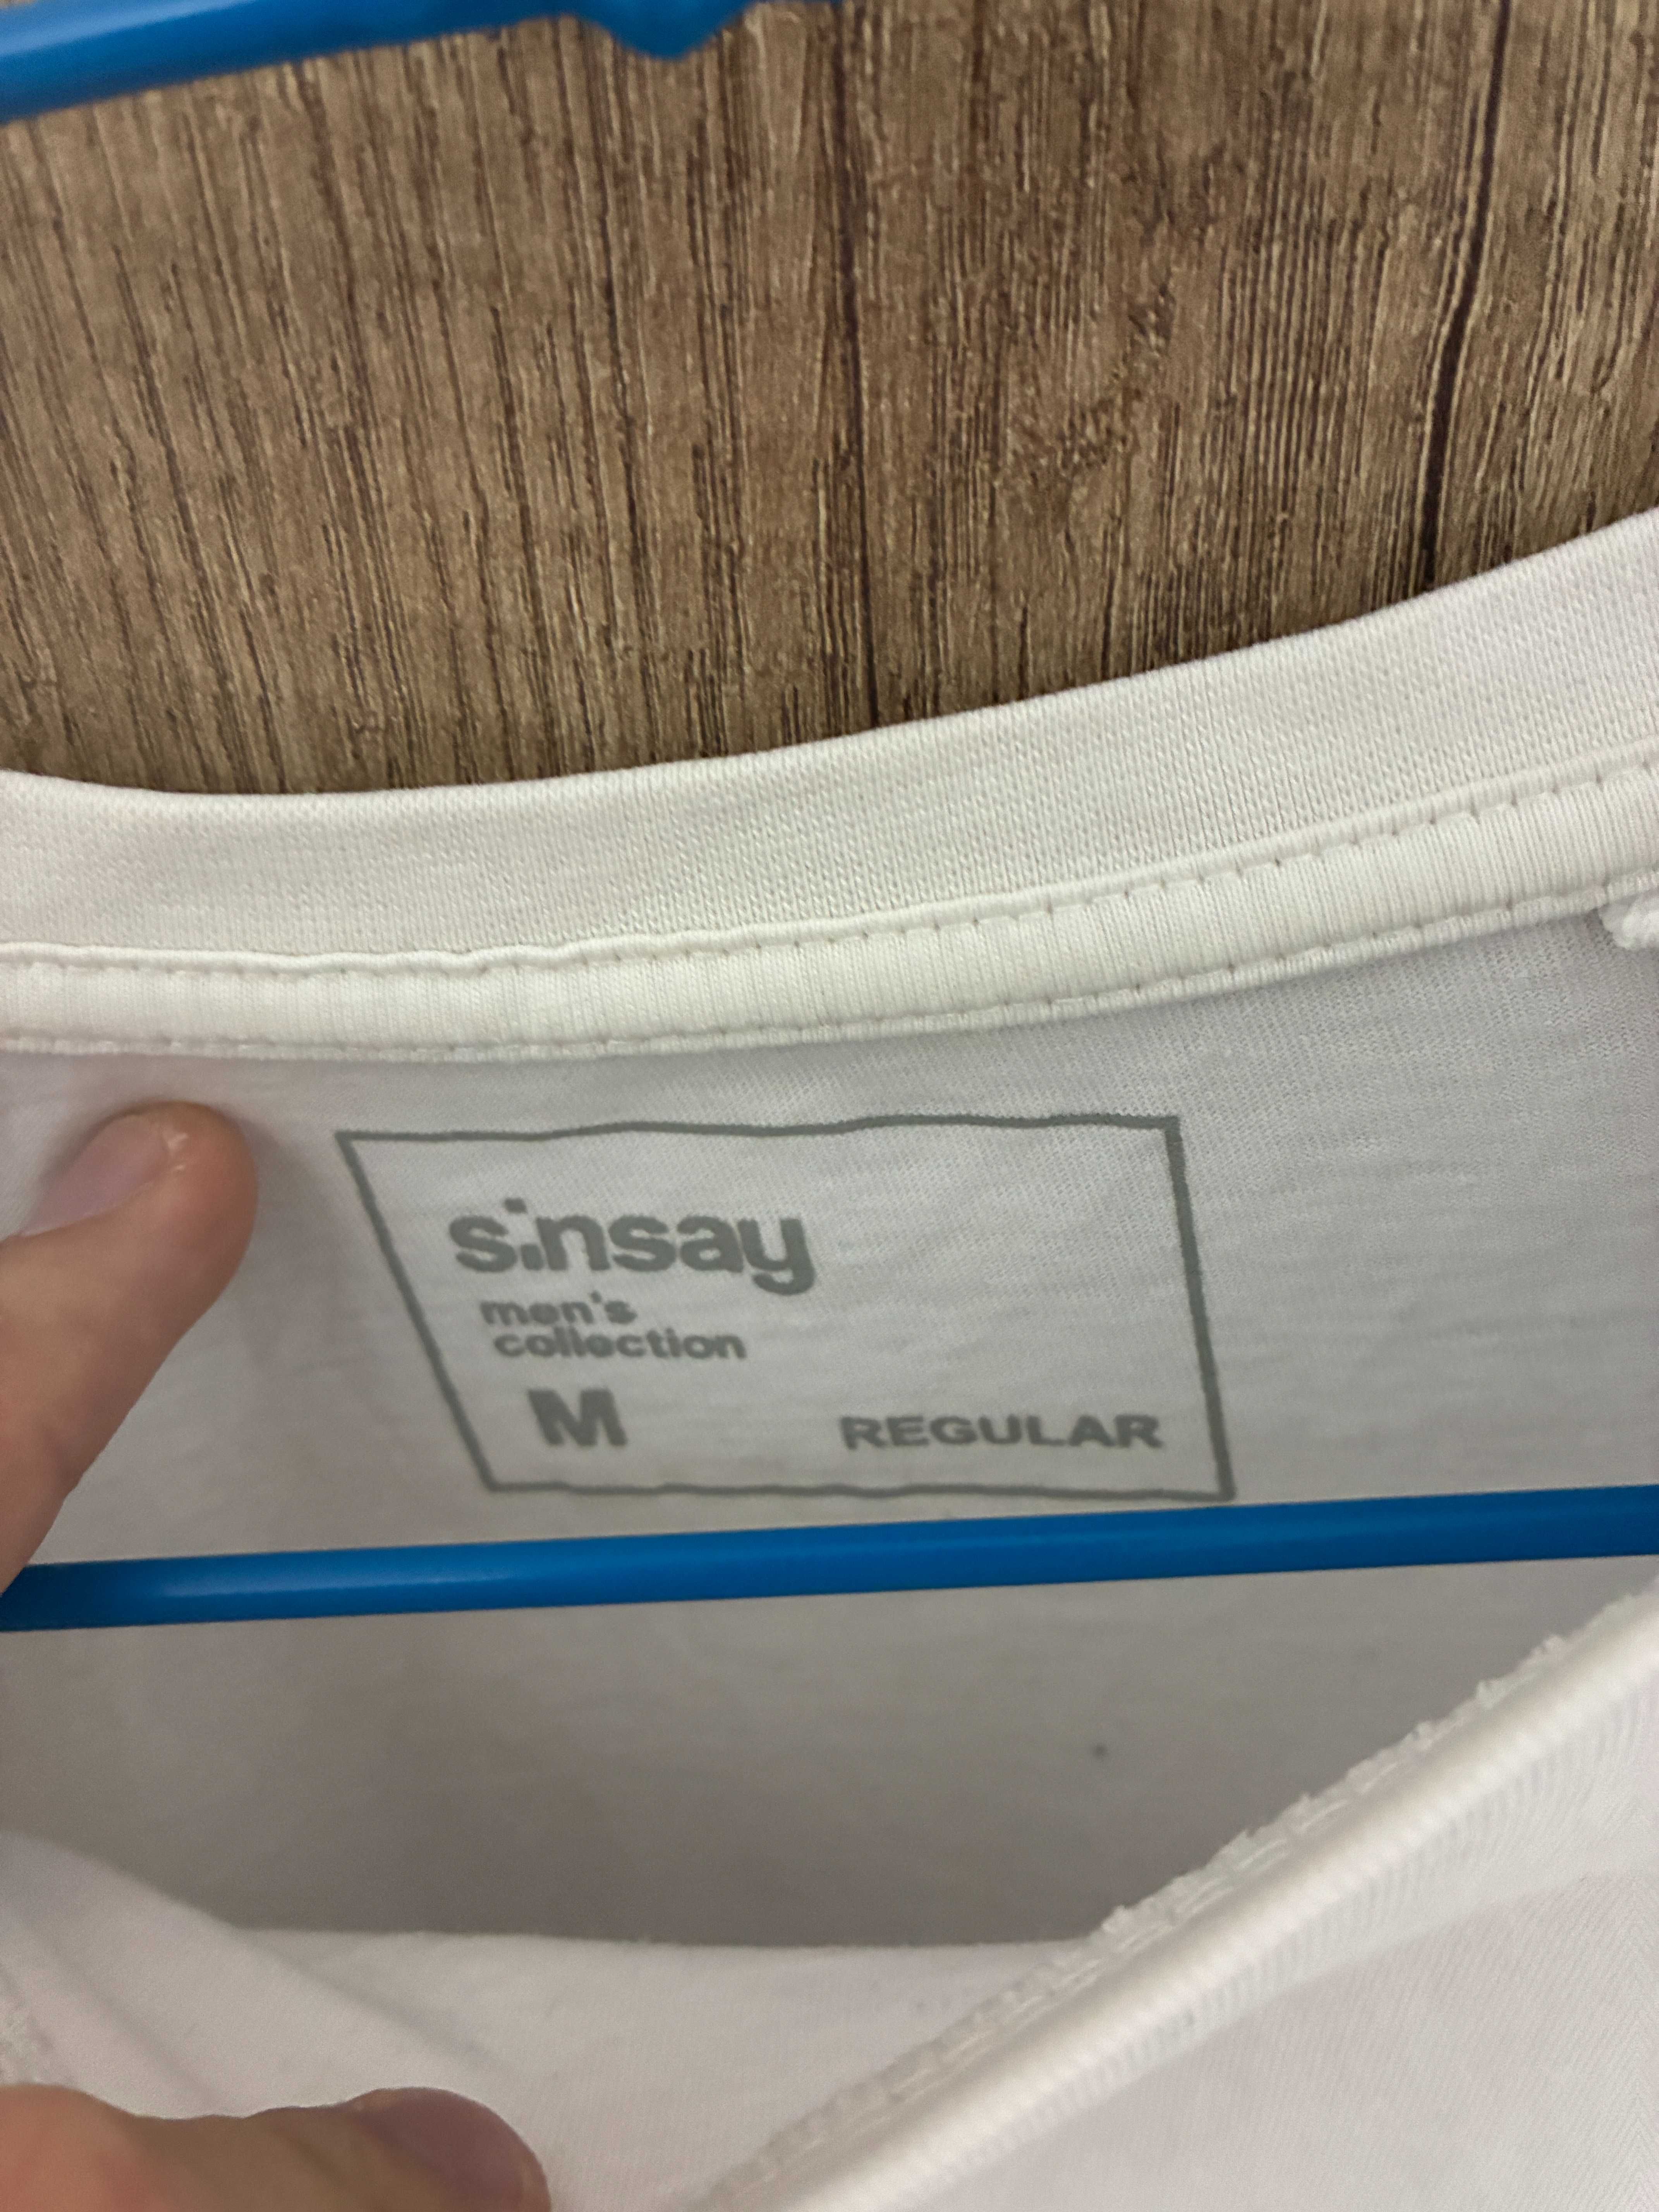 sinsay
men's
collection
M REGULAR